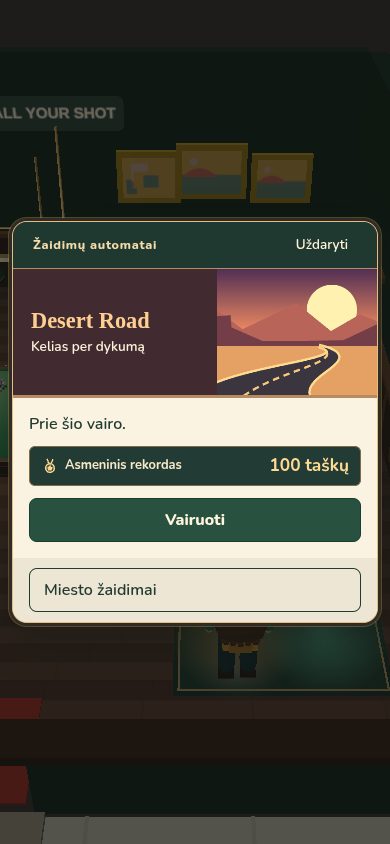 ALL YOUR SHOT
Žaidimų automatai
Uždaryti
Desert Road
Kelias per dykumą
Prie šio vairo.
Asmeninis rekordas
100 taškų
Vairuoti
Miesto žaidimai